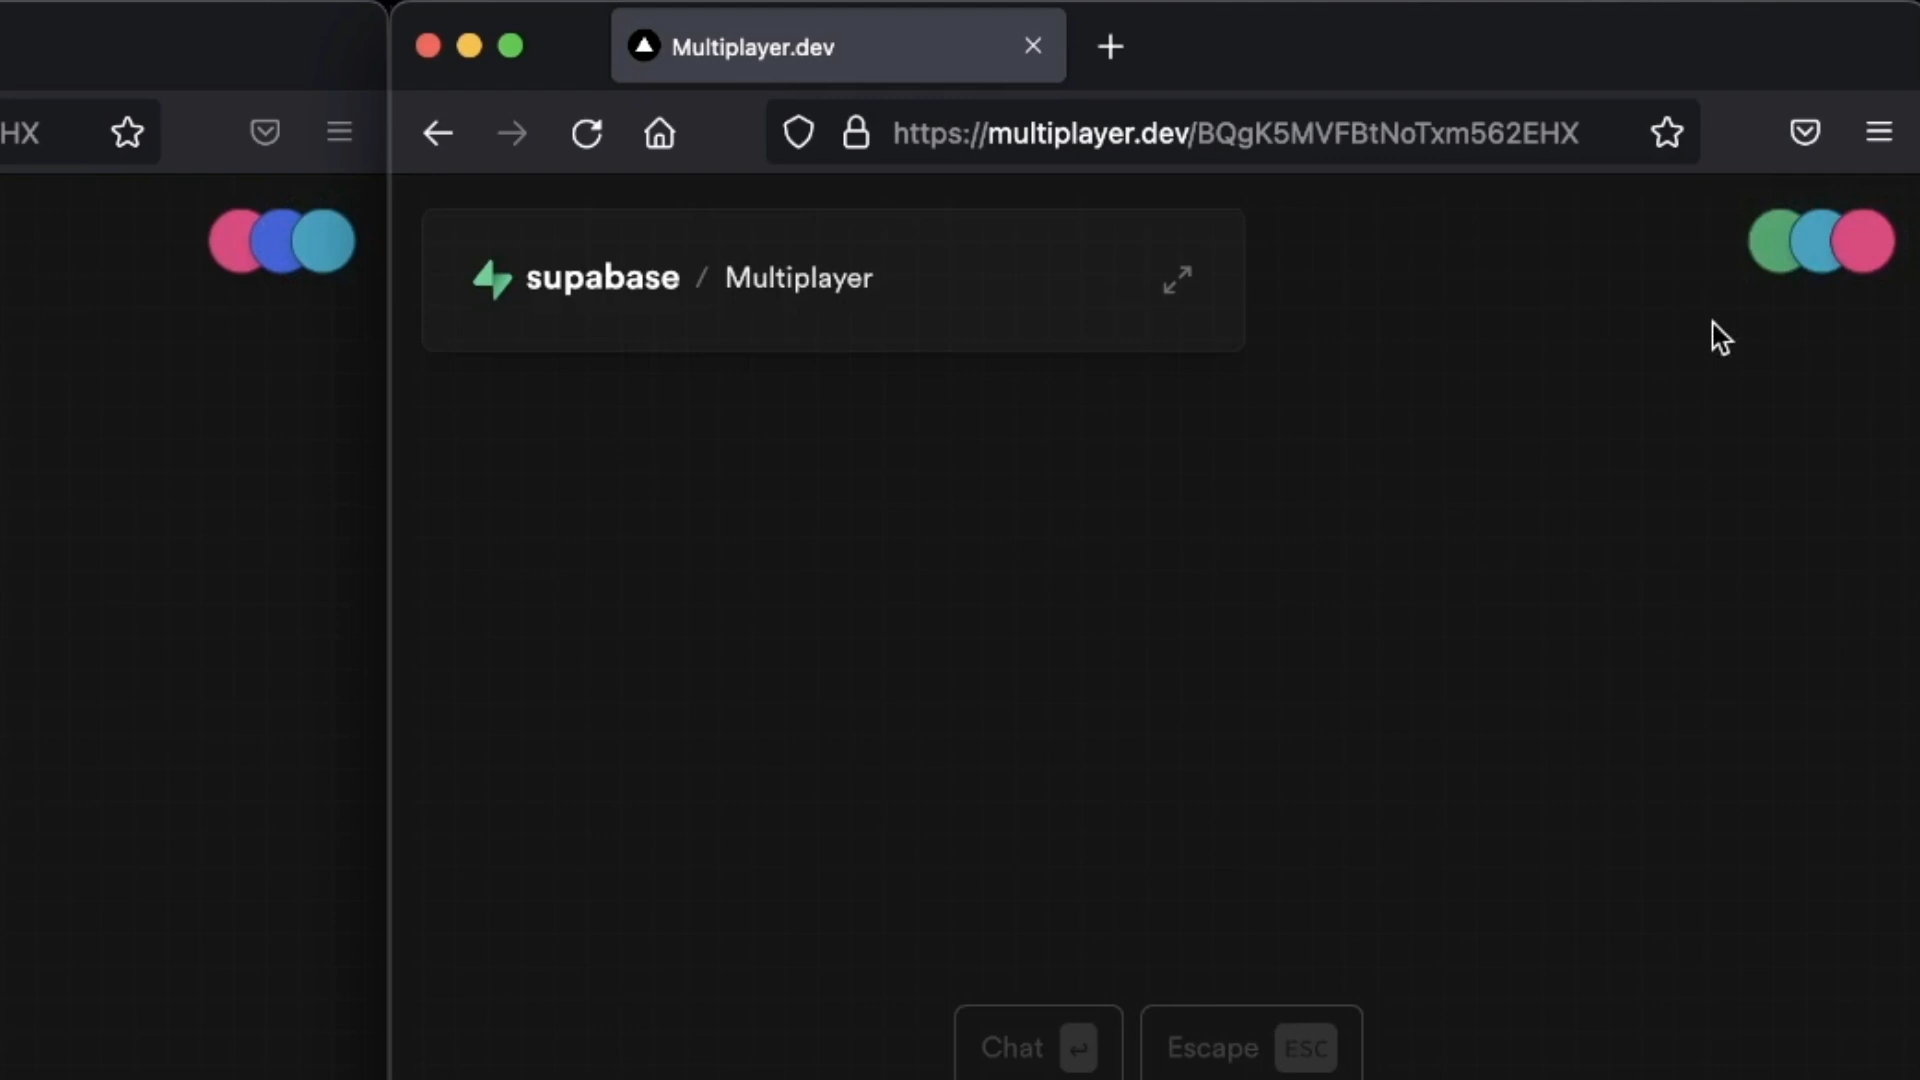 Multiplayer.dev
HX
https://multiplayer.dev/BQgK5MVFBtNoTxm562EHX
supabase / Multiplayer
Chat ↩
Escape ESC